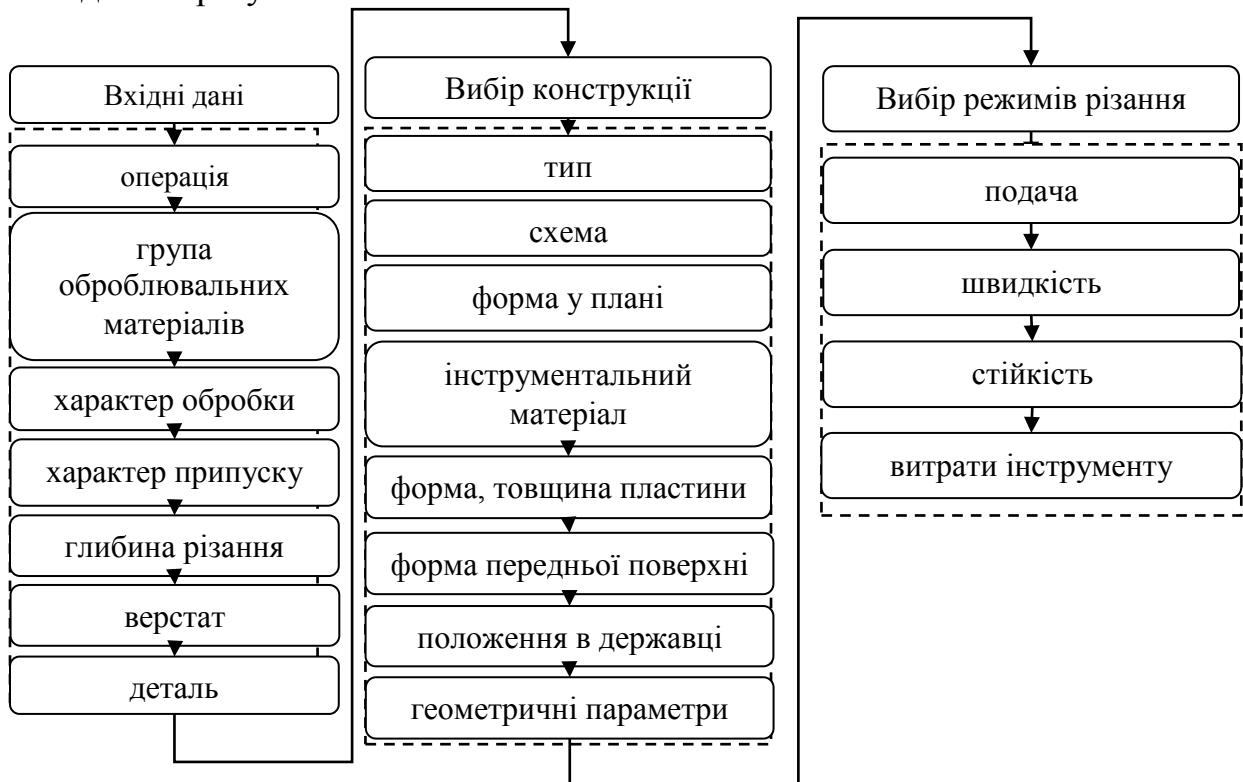 Вхідні дані
операція
група
оброблювальних
матеріалів
характер обробки
характер припуску
глибина різання
верстат
деталь
Вибір конструкції
тип
схема
форма у плані
інструментальний
матеріал
форма, товщина пластини
форма передньої поверхні
положення в державці
геометричні параметри
Вибір режимів різання
подача
швидкість
стійкість
витрати інструменту